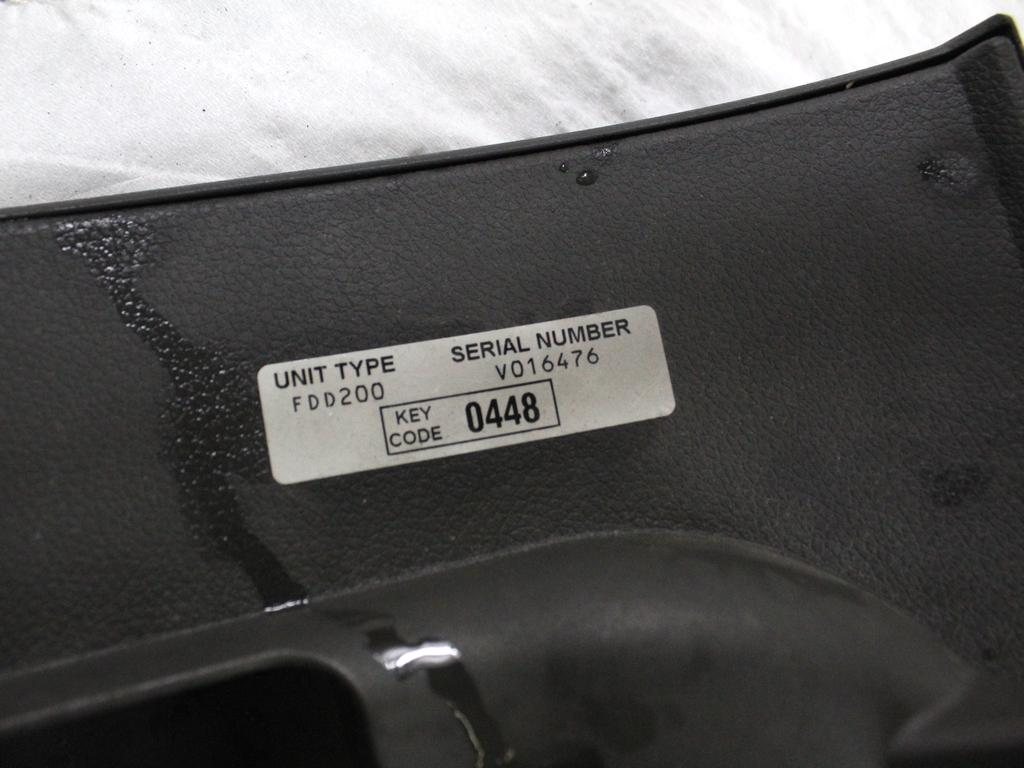 UNIT TYPE SERIAL NUMBER
FDD200 V016476
KEY CODE 0448